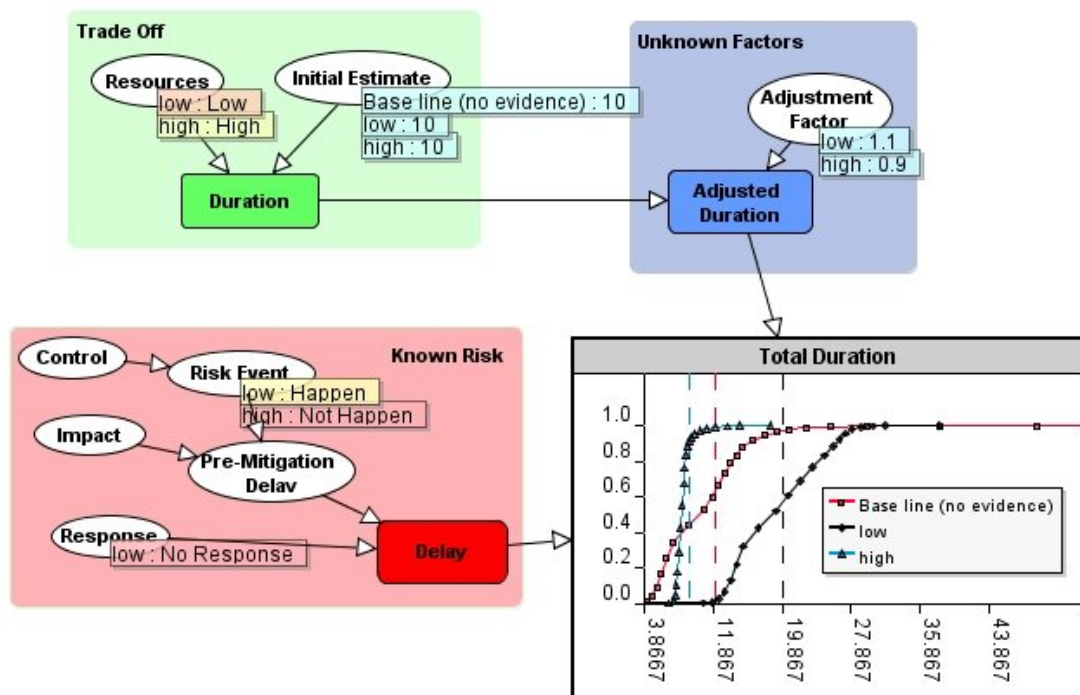 Trade Off
Resources
low : Low
high : High
Initial Estimate
Base line (no evidence) : 10
low : 10
high : 10
Duration
Unknown Factors
Adjustment
Factor
low : 1.1
high : 0.9
Adjusted
Duration
Known Risk
Control
Risk Event
low : Happen
high : Not Happen
Impact
Pre-Mitigation
Delay
Response
low : No Response
Delay
Total Duration
1.0
0.8
0.6
0.4
0.2
0.0
3.8667
11.867
19.867
27.867
35.867
43.867
Base line (no evidence)
low
high